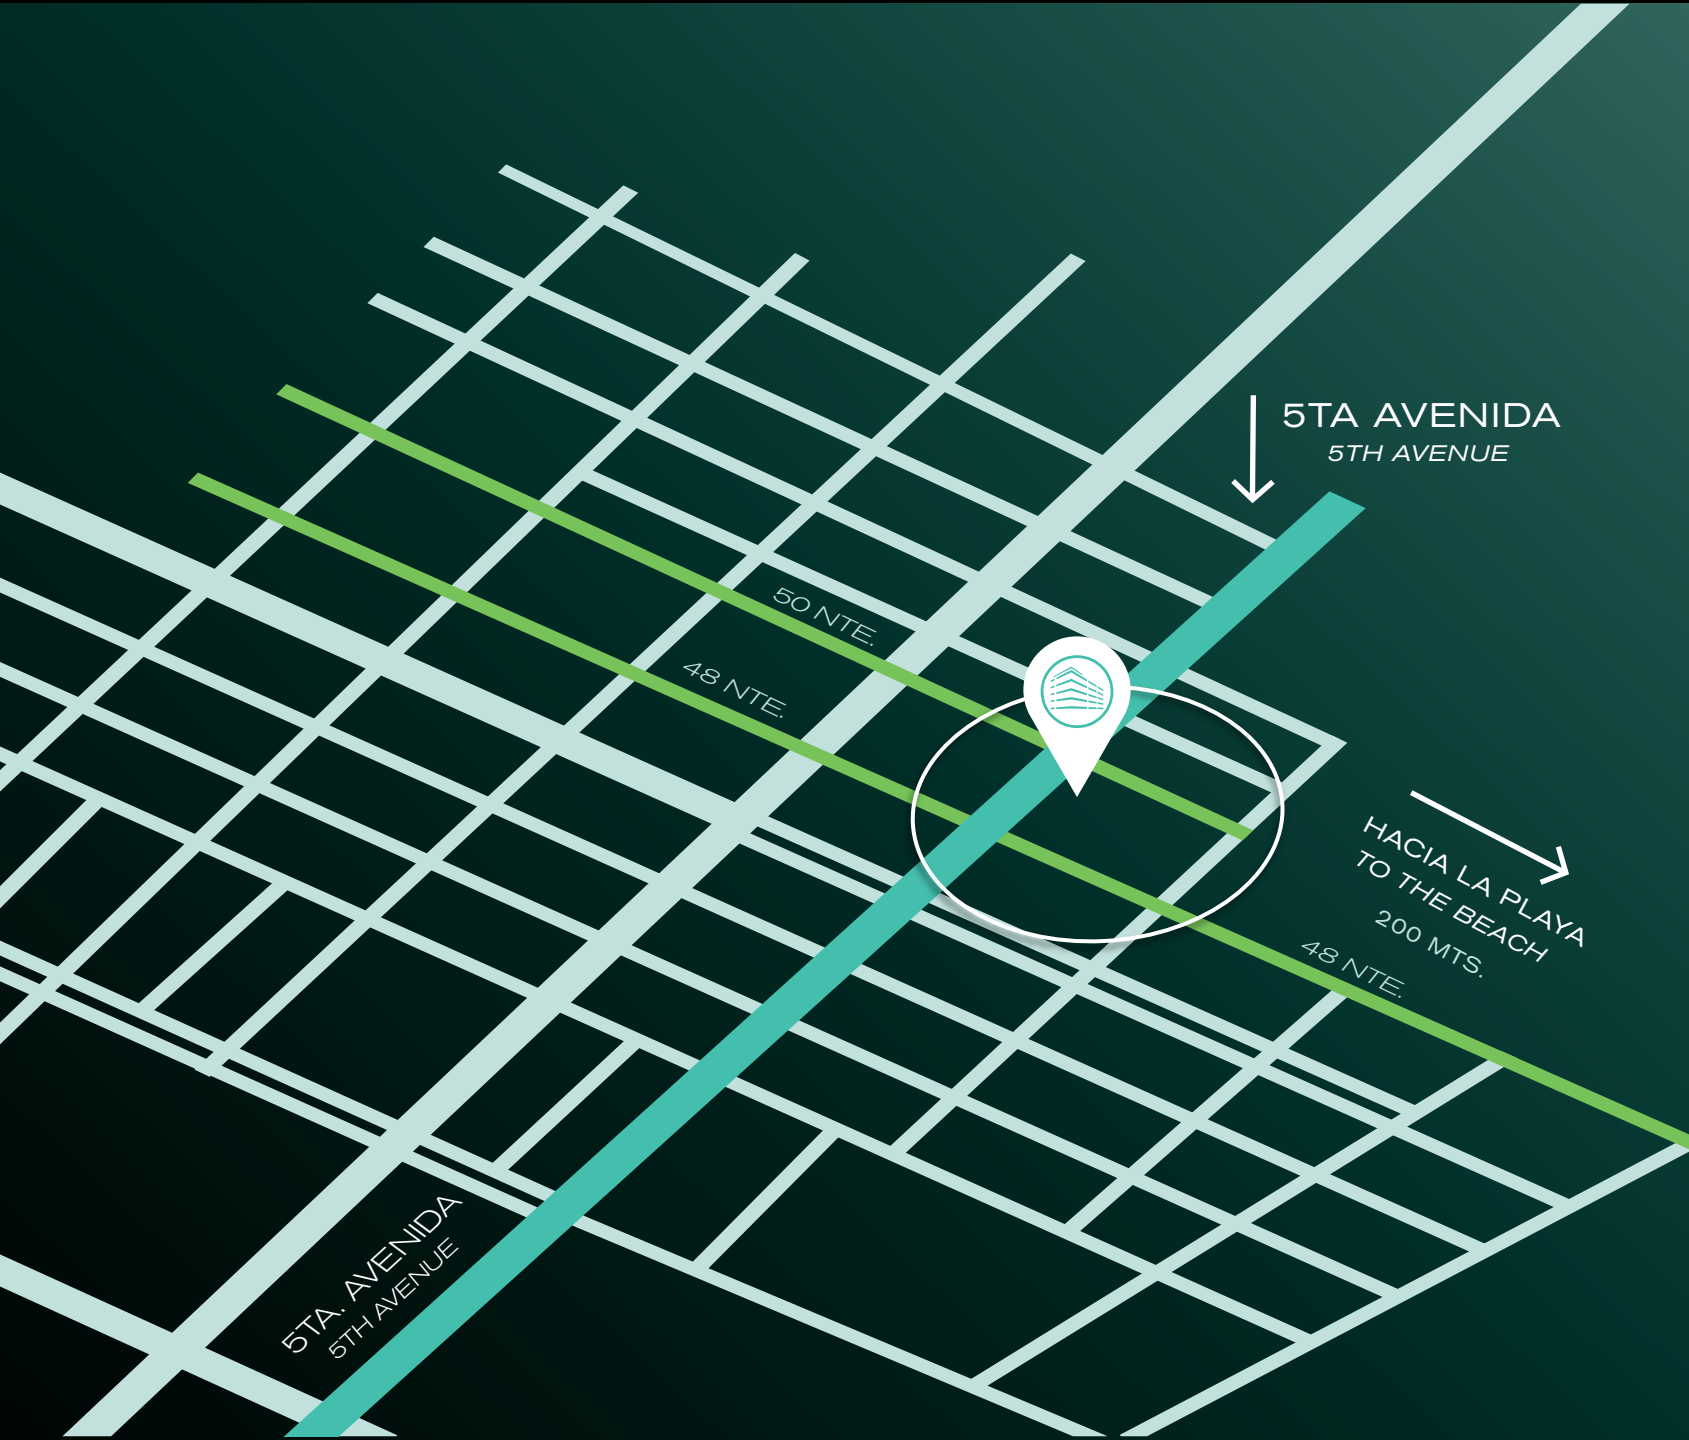 5TA AVENIDA
5TH AVENUE
50 NTE.
48 NTE.
HACIA LA PLAYA
TO THE BEACH
200 MTS.
48 NTE.
5TA. AVENIDA
5TH AVENUE